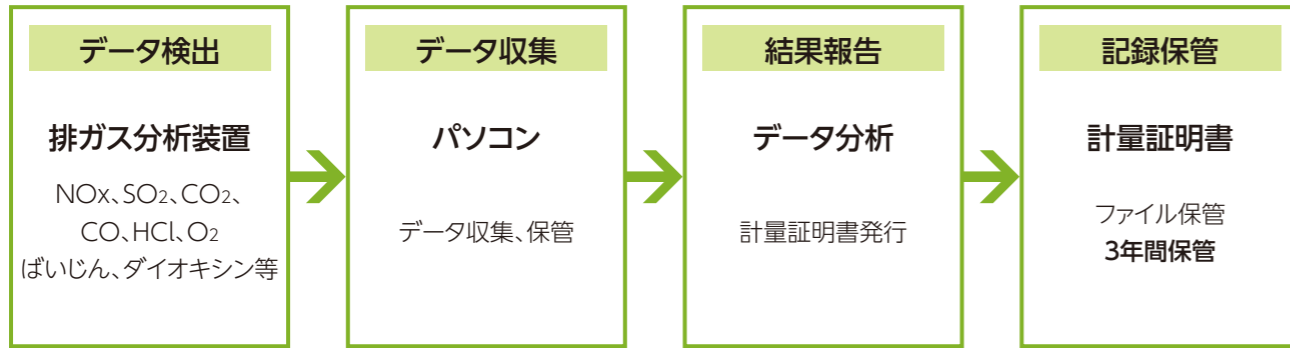 データ検出
排ガス分析装置
NOx、SO2、CO2、
CO、HCl、O2
ばいじん、ダイオキシン等
データ収集
パソコン
データ収集、保管
結果報告
データ分析
計量証明書発行
記録保管
計量証明書
ファイル保管
3年間保管